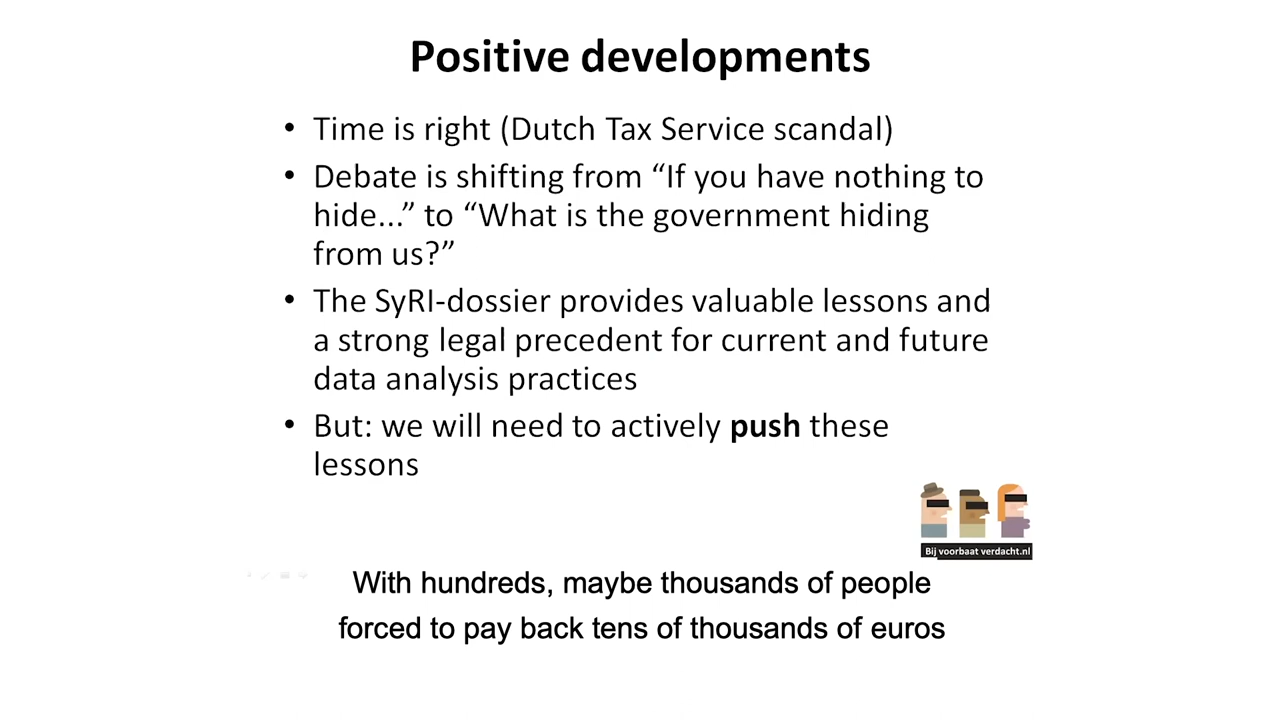 Positive developments
• Time is right (Dutch Tax Service scandal)
• Debate is shifting from “If you have nothing to
hide...” to “What is the government hiding
from us?”
• The SyRI-dossier provides valuable lessons and
a strong legal precedent for current and future
data analysis practices
• But: we will need to actively push these
lessons
Bij voorbaat verdacht.nl
With hundreds, maybe thousands of people
forced to pay back tens of thousands of euros